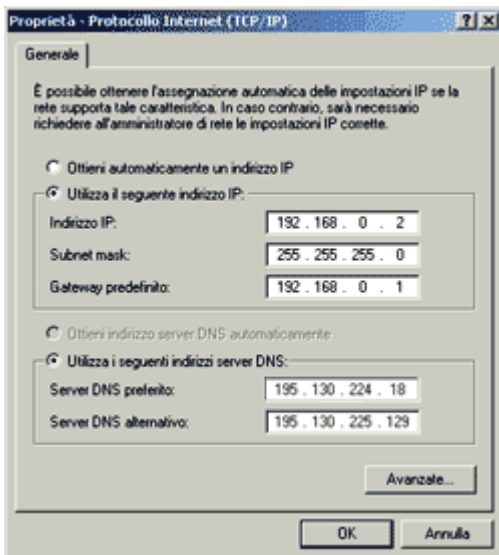 Proprietà - Protocollo Internet (TCP/IP)
Generale
È possibile ottenere l'assegnazione automatica delle impostazioni IP se la
rete supporta tale caratteristica. In caso contrario, sarà necessario
richiedere all'amministratore di rete le impostazioni IP corrette.
Ottieni automaticamente un indirizzo IP
Utilizza il seguente indirizzo IP:
Indirizzo IP: 192 . 168 . 0 . 2
Subnet mask: 255 . 255 . 255 . 0
Gateway predefinito: 192 . 168 . 0 . 1
Ottieni indirizzo server DNS automaticamente
Utilizza i seguenti indirizzi server DNS:
Server DNS preferito: 195 . 130 . 224 . 18
Server DNS alternativo: 195 . 130 . 225 . 129
Avanzate...
OK Annulla